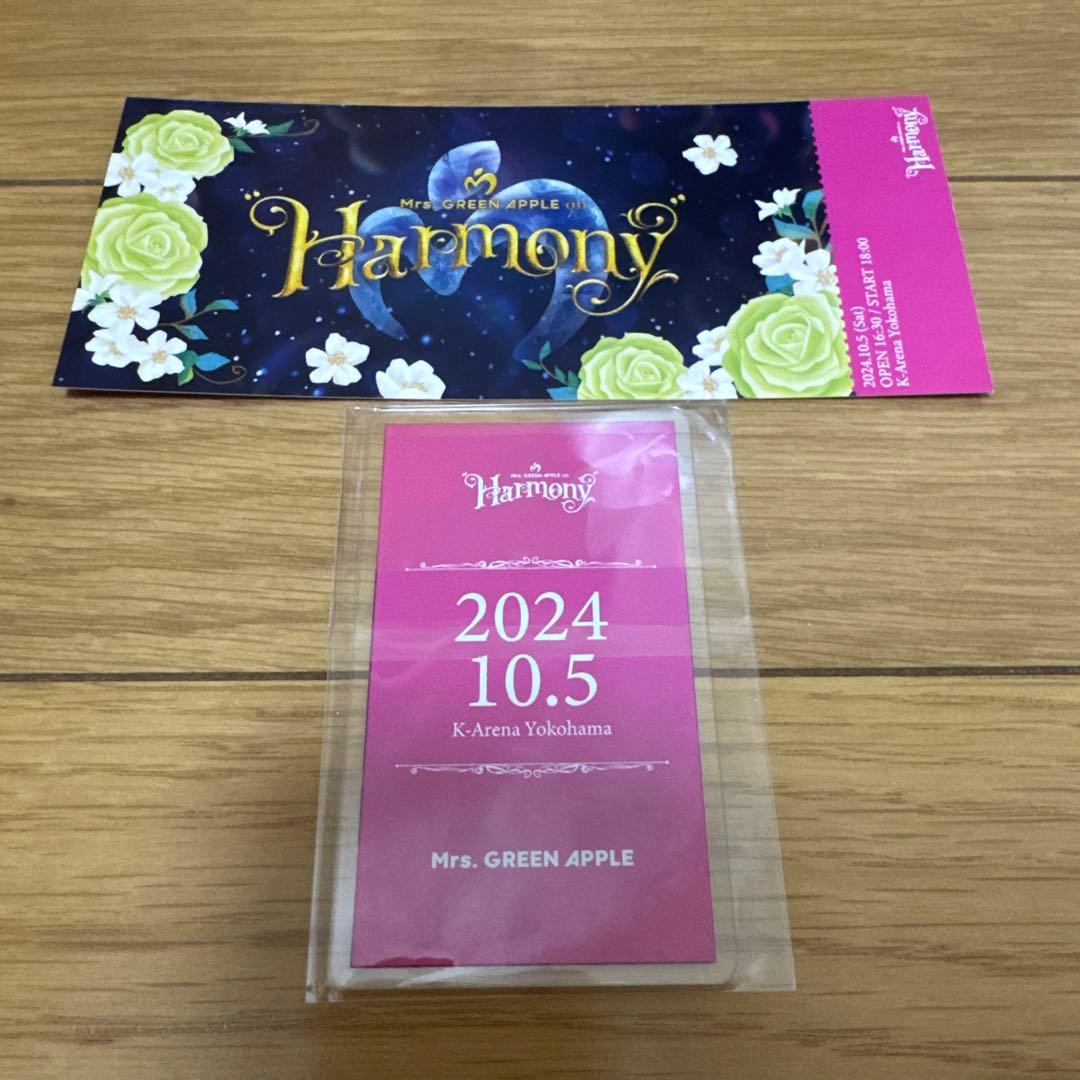 Mrs. GREEN APPLE on
"Harmony"
Harmony
2024.10.5 (Sat)
OPEN 16:30 / START 18:00
K-Arena Yokohama
Mrs. GREEN APPLE on
"Harmony"
2024
10.5
K-Arena Yokohama
Mrs. GREEN APPLE